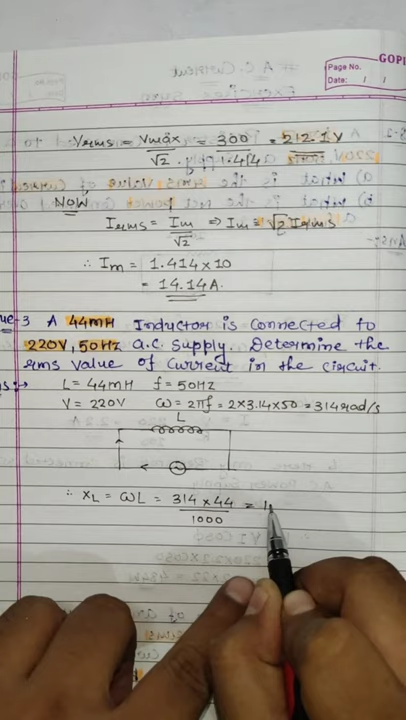 GOPI
Page No.
Date: / /
Vrms = Vmax/√2 = 300/1.414 = 212.1V
Now
Irms = Im/√2 ⇒ Im = √2 Irms
∴ Im = 1.414 × 10
= 14.14 A.
ue-3 A 44mH Inductor is connected to
220V, 50Hz a.c. supply. Determine the
rms value of current in the circuit.
s:→ L = 44mH f = 50Hz
V = 220V ω = 2πf = 2×3.14×50 = 314 rad/s
L
∴ XL = ωL = 314 × 44/1000 = 1